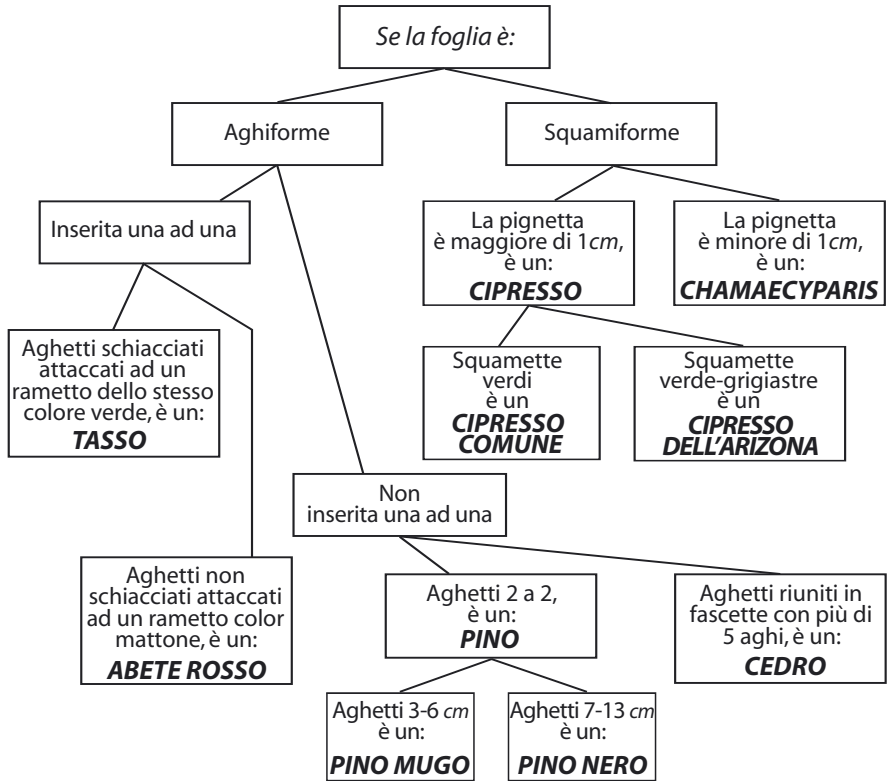 Se la foglia è:
Aghiforme
Squamiforme
Inserita una ad una
La pignetta
è maggiore di 1cm,
è un:
CIPRESSO
La pignetta
è minore di 1cm,
è un:
CHAMAECYPARIS
Aghetti schiacciati
attaccati ad un
rametto dello stesso
colore verde, è un:
TASSO
Squamette
verdi
è un
CIPRESSO
COMUNE
Squamette
verde-grigiastre
è un
CIPRESSO
DELL'ARIZONA
Non
inserita una ad una
Aghetti non
schiacciati attaccati
ad un rametto color
mattone, è un:
ABETE ROSSO
Aghetti 2 a 2,
è un:
PINO
Aghetti riuniti in
fascette con più di
5 aghi, è un:
CEDRO
Aghetti 3-6 cm
è un:
PINO MUGO
Aghetti 7-13 cm
è un:
PINO NERO